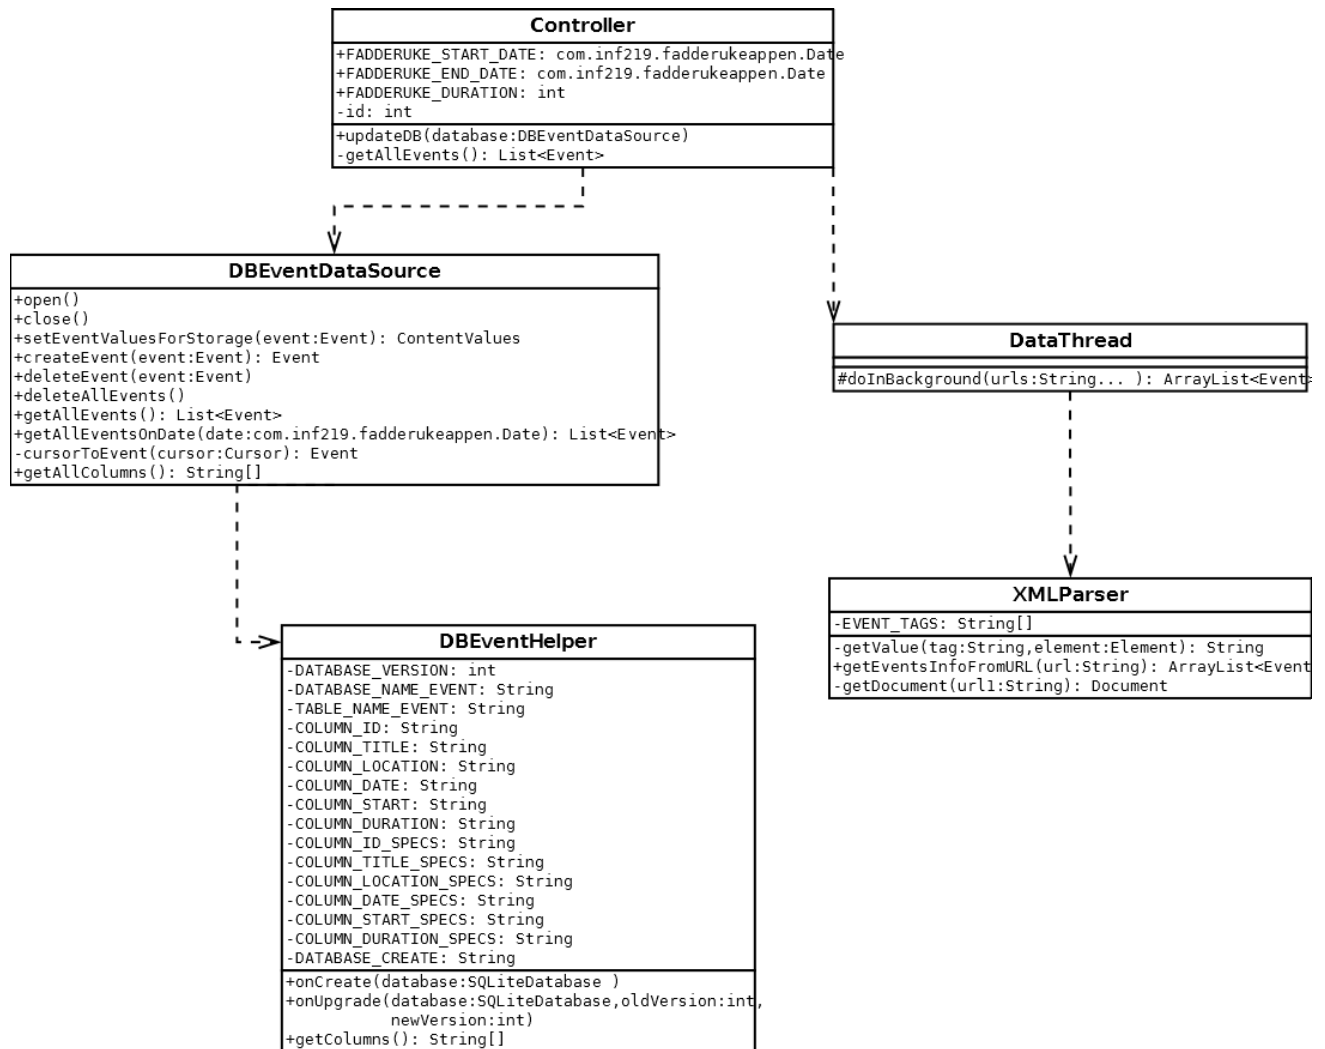 Controller
+FADDERUKE_START_DATE: com.inf219.fadderukeappen.Date
+FADDERUKE_END_DATE: com.inf219.fadderukeappen.Date
+FADDERUKE_DURATION: int
-id: int
+updateDB(database:DBEventDataSource)
-getAllEvents(): List<Event>
DBEventDataSource
+open()
+close()
+setEventValuesForStorage(event:Event): ContentValues
+createEvent(event:Event): Event
+deleteEvent(event:Event)
+deleteAllEvents()
+getAllEvents(): List<Event>
+getAllEventsOnDate(date:com.inf219.fadderukeappen.Date): List<Event>
-cursorToEvent(cursor:Cursor): Event
+getAllColumns(): String[]
DataThread
#doInBackground(urls:String... ): ArrayList<Event>
XMLParser
-EVENT_TAGS: String[]
-getValue(tag:String,element:Element): String
+getEventsInfoFromURL(url:String): ArrayList<Event
-getDocument(url1:String): Document
DBEventHelper
-DATABASE_VERSION: int
-DATABASE_NAME_EVENT: String
-TABLE_NAME_EVENT: String
-COLUMN_ID: String
-COLUMN_TITLE: String
-COLUMN_LOCATION: String
-COLUMN_DATE: String
-COLUMN_START: String
-COLUMN_DURATION: String
-COLUMN_ID_SPECS: String
-COLUMN_TITLE_SPECS: String
-COLUMN_LOCATION_SPECS: String
-COLUMN_DATE_SPECS: String
-COLUMN_START_SPECS: String
-COLUMN_DURATION_SPECS: String
-DATABASE_CREATE: String
+onCreate(database:SQLiteDatabase )
+onUpgrade(database:SQLiteDatabase,oldVersion:int,
newVersion:int)
+getColumns(): String[]